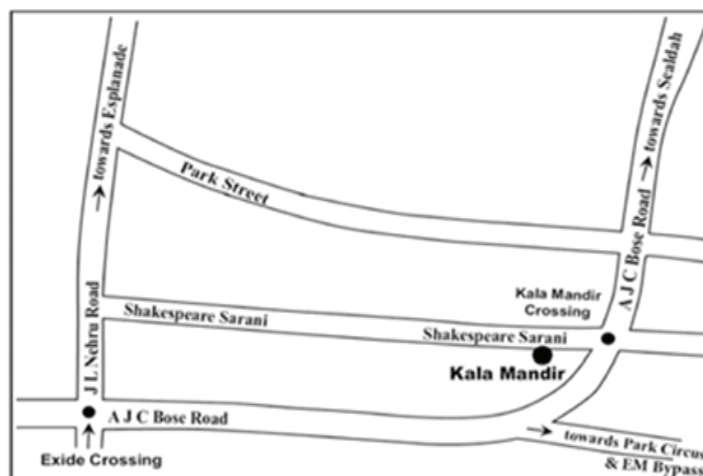 towards Esplanade
towards Sealdah
Park Street
A J C Bose Road
Kala Mandir
Crossing
J L Nehru Road
Shakespeare Sarani
Shakespeare Sarani
Kala Mandir
A J C Bose Road
towards Park Circus
& EM Bypass
Exide Crossing